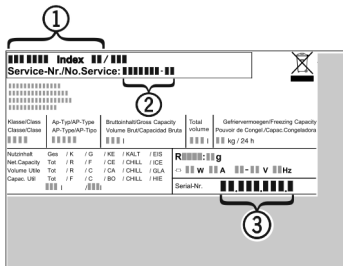 1
Index /
Service-Nr./No.Service: -
2
Klasse/Class
Classe/Classe
Ap-Typ/AP-Type
AP-Type/AP-Tipo
Bruttoinhalt/Gross Capacity
Volume Brut/Capacidad Bruta
l
Total
volume
l
Gefriervermoegen/Freezing Capacity
Pouvoir de Congel./Capac.Congeladora
kg / 24 h
Nutzinhalt Ges / K / G / KE / KALT / EIS
Net.Capacity Tot / R / F / CE / CHILL / ICE
Volume Utile Tot / R / C / CA / CHILL / GLA
Capac. Util Tot / F / C / BO / CHILL / HIE
l / l
R : g
W A - V Hz
Serial-Nr. . .
3